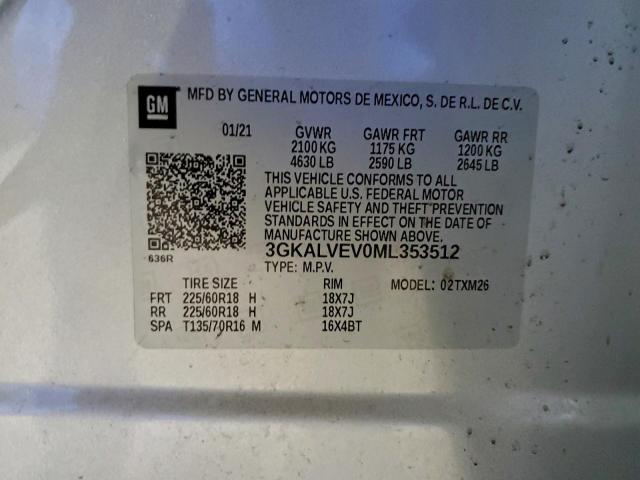 GM MFD BY GENERAL MOTORS DE MEXICO, S. DE R.L. DE C.V.
01/21 GVWR GAWR FRT GAWR RR
2100 KG 1175 KG 1200 KG
4630 LB 2590 LB 2645 LB
THIS VEHICLE CONFORMS TO ALL
APPLICABLE U.S. FEDERAL MOTOR
VEHICLE SAFETY AND THEFT PREVENTION
STANDARDS IN EFFECT ON THE DATE OF
MANUFACTURE SHOWN ABOVE.
636R 3GKALVEV0ML353512
TYPE: M.P.V.
TIRE SIZE RIM MODEL: 02TXM26
FRT 225/60R18 H 18X7J
RR 225/60R18 H 18X7J
SPA T135/70R16 M 16X4BT